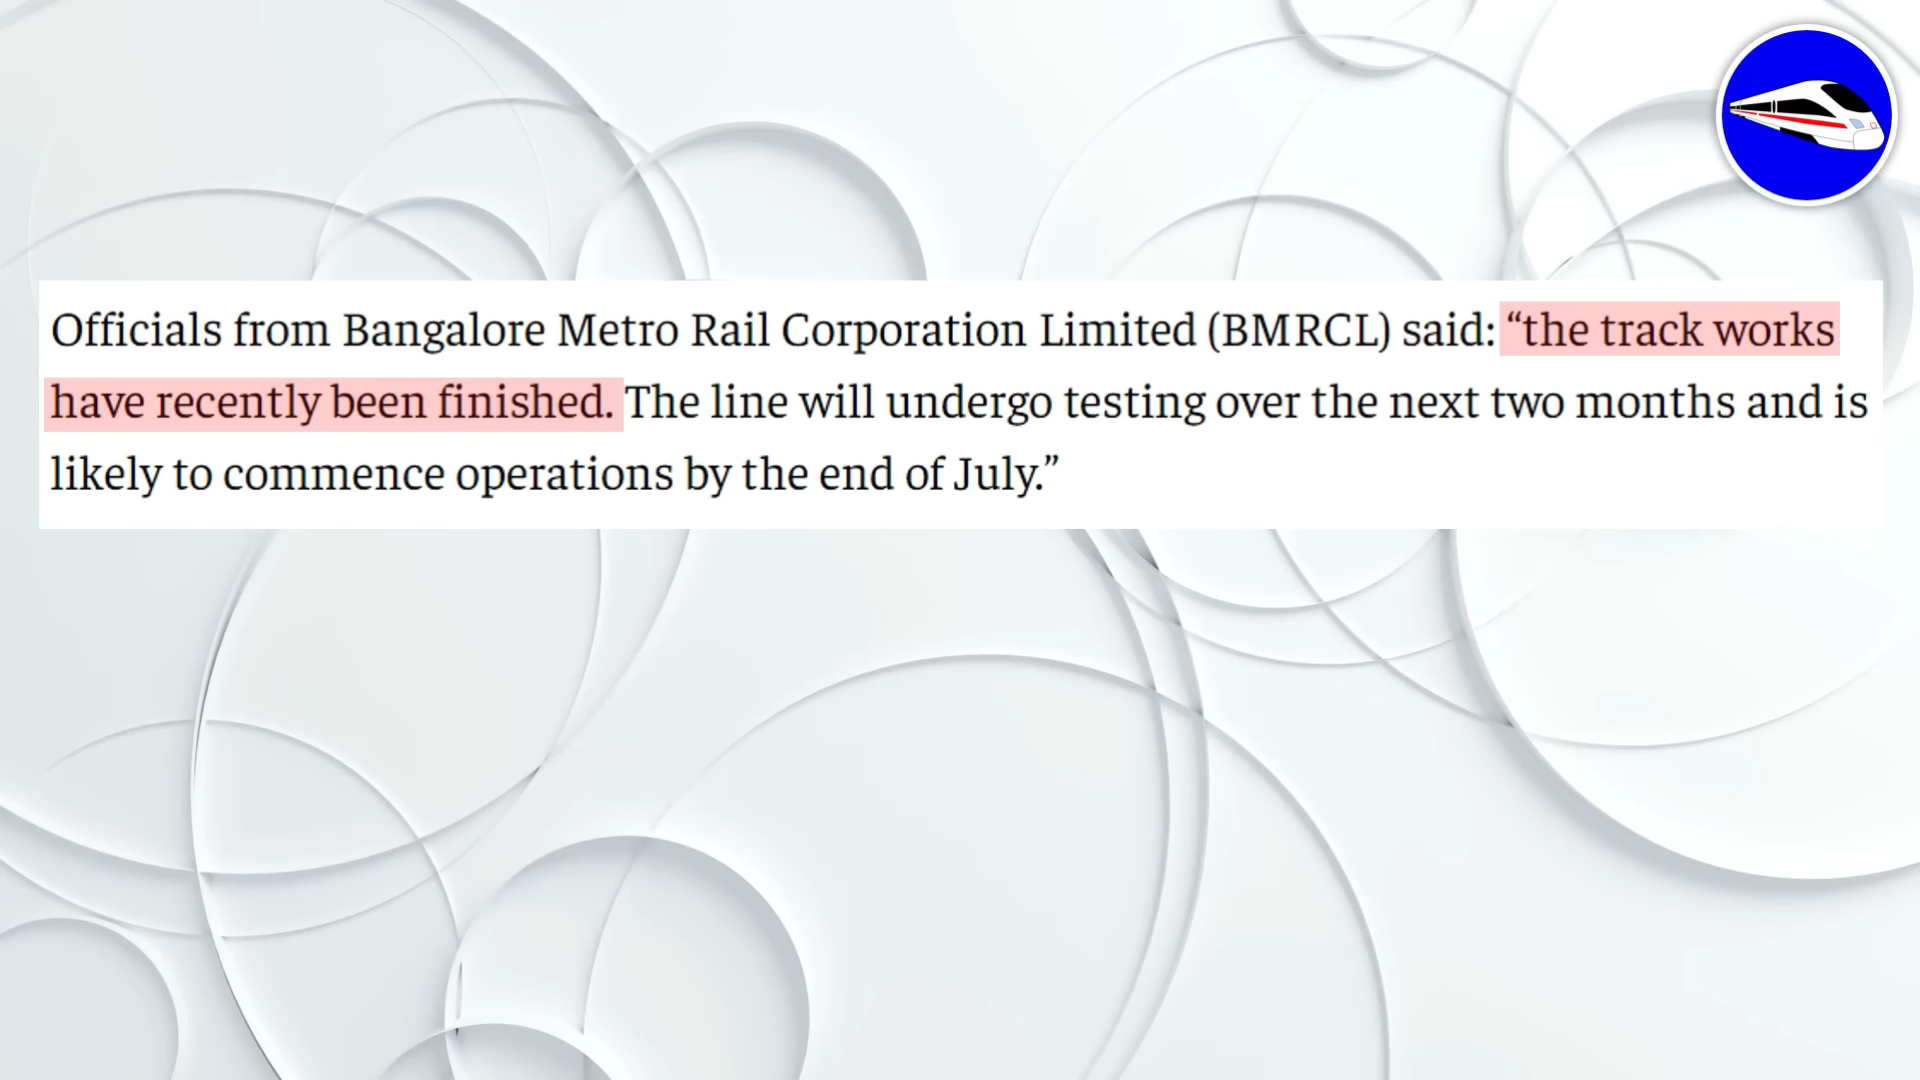 Officials from Bangalore Metro Rail Corporation Limited (BMRCL) said: “the track works
have recently been finished. The line will undergo testing over the next two months and is
likely to commence operations by the end of July.”